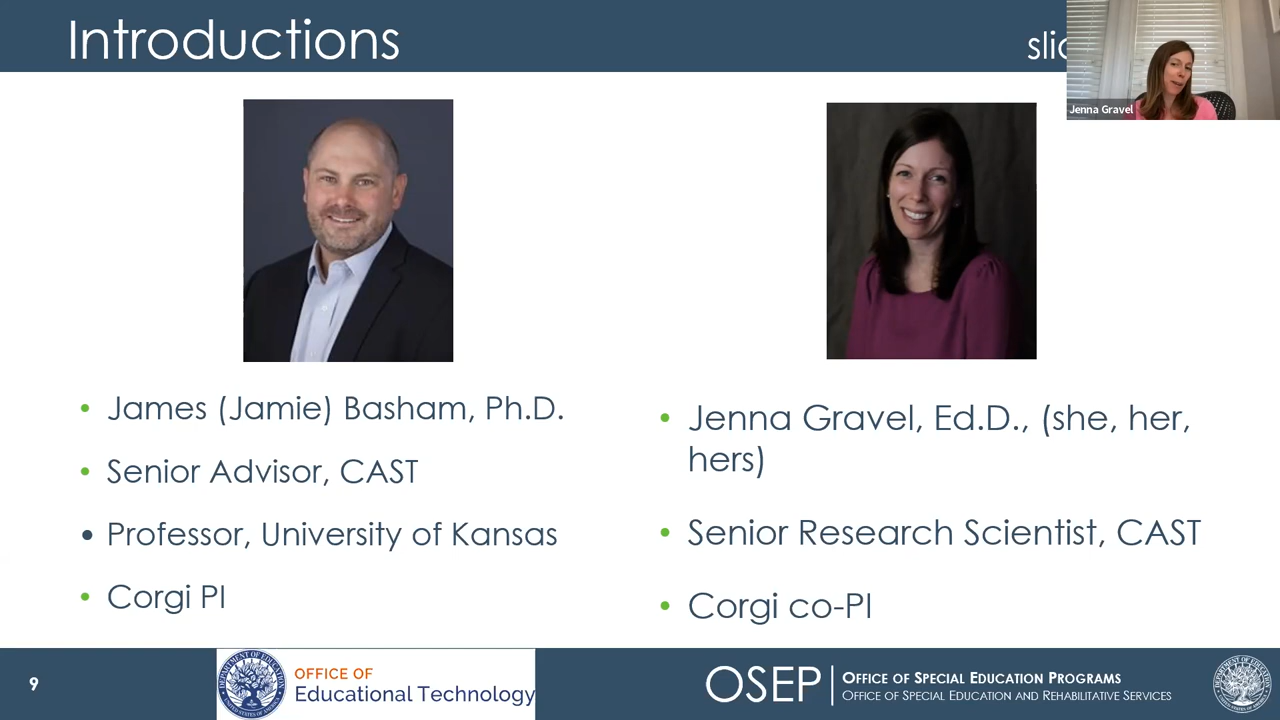 Introductions
Jenna Gravel
• James (Jamie) Basham, Ph.D.
• Senior Advisor, CAST
• Professor, University of Kansas
• Corgi PI
• Jenna Gravel, Ed.D., (she, her,
hers)
• Senior Research Scientist, CAST
• Corgi co-PI
9
OFFICE OF
Educational Technology
OSEP
OFFICE OF SPECIAL EDUCATION PROGRAMS
OFFICE OF SPECIAL EDUCATION AND REHABILITATIVE SERVICES